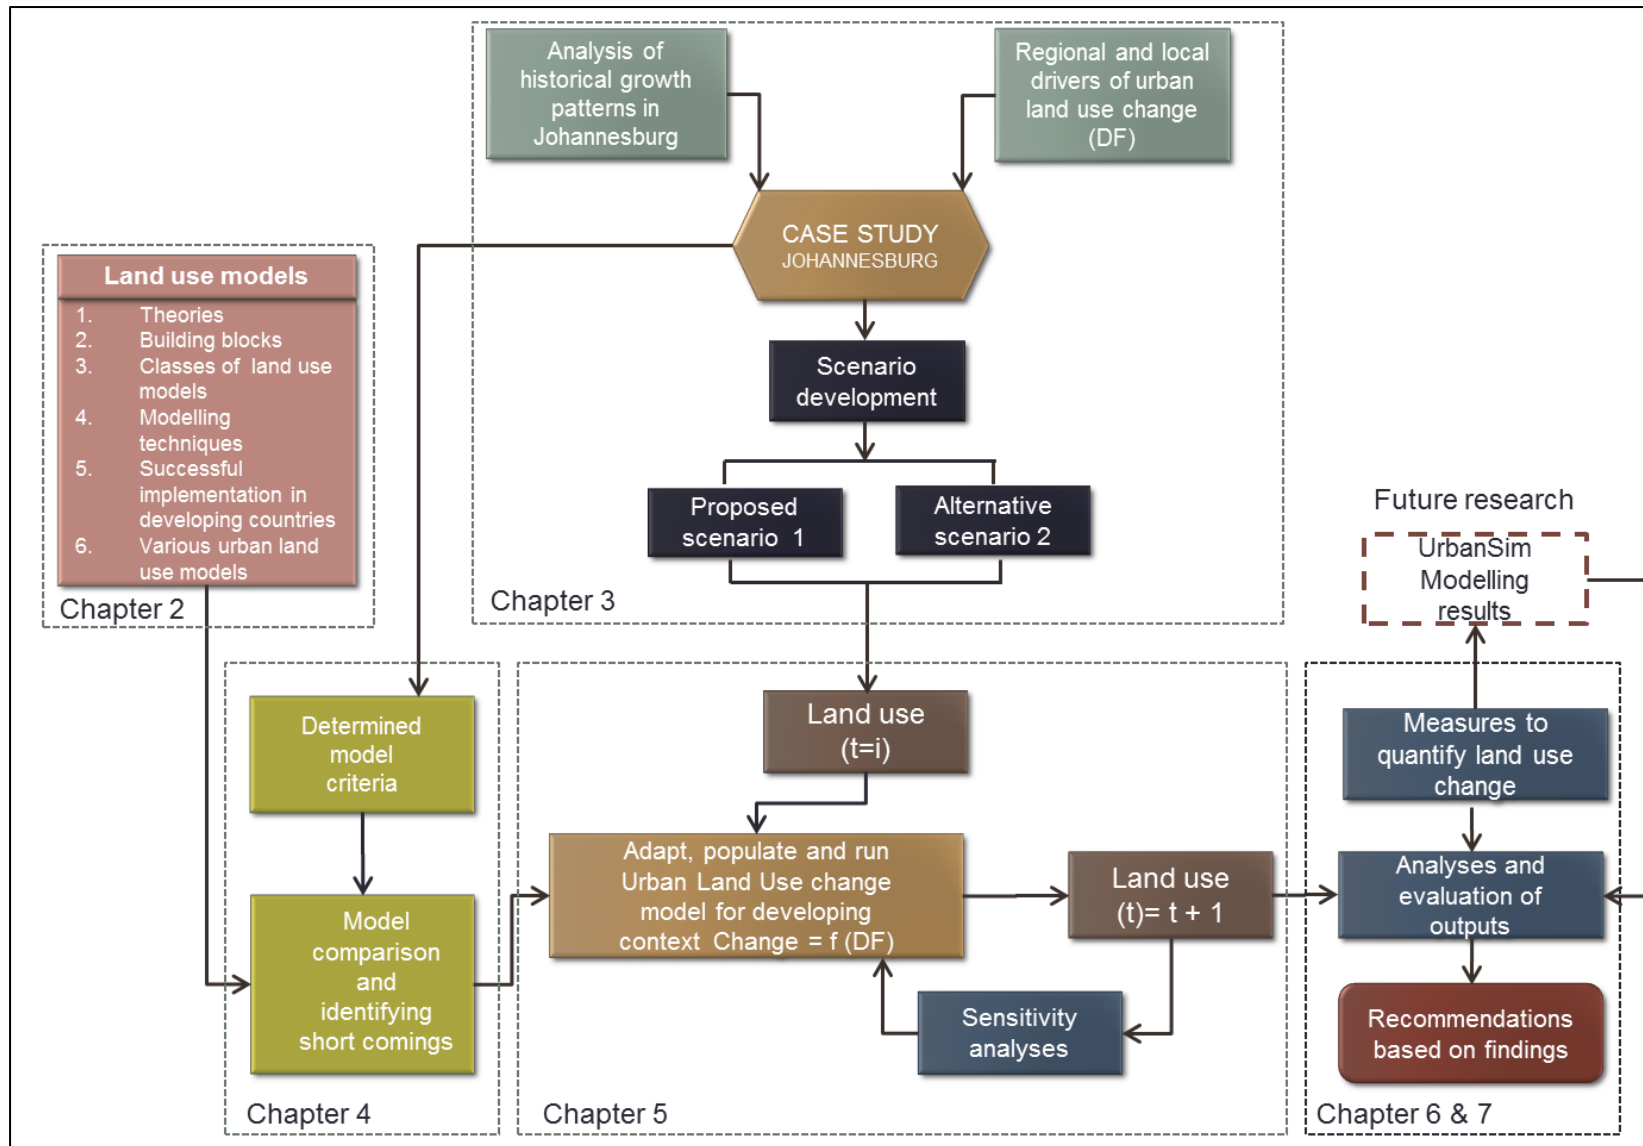 Analysis of
historical growth
patterns in
Johannesburg
Regional and local
drivers of urban
land use change
(DF)
CASE STUDY
JOHANNESBURG
Land use models
1. Theories
2. Building blocks
3. Classes of land use
models
4. Modelling
techniques
5. Successful
implementation in
developing countries
6. Various urban land
use models
Chapter 2
Scenario
development
Proposed
scenario 1
Alternative
scenario 2
Chapter 3
Future research
UrbanSim
Modelling
results
Determined
model
criteria
Model
comparison
and
identifying
short comings
Chapter 4
Land use
(t=i)
Adapt, populate and run
Urban Land Use change
model for developing
context Change = f (DF)
Land use
(t)= t + 1
Sensitivity
analyses
Chapter 5
Measures to
quantify land use
change
Analyses and
evaluation of
outputs
Recommendations
based on findings
Chapter 6 & 7